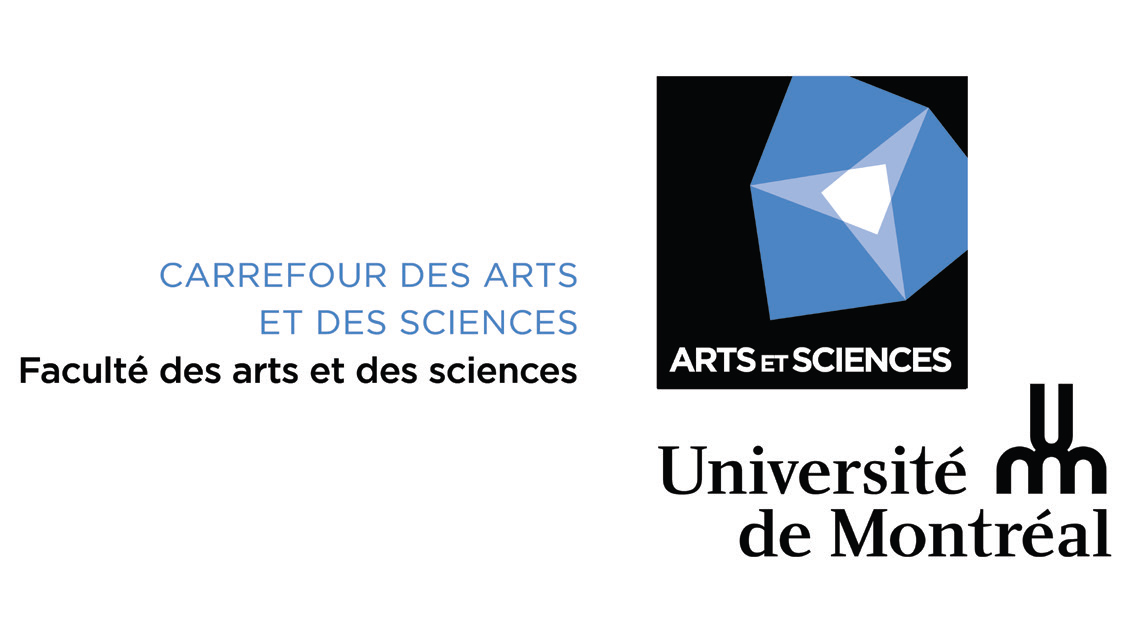 CARREFOUR DES ARTS
ET DES SCIENCES
Faculté des arts et des sciences
ARTS ET SCIENCES
Université
de Montréal